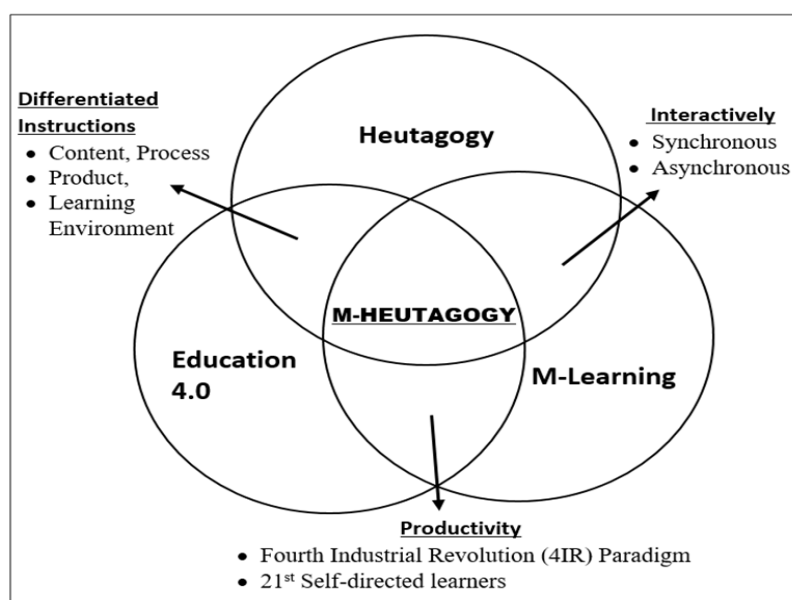 Differentiated
Instructions
• Content, Process
• Product,
• Learning
Environment
Heutagogy
Interactively
• Synchronous
• Asynchronous
M-HEUTAGOGY
Education
4.0
M-Learning
Productivity
• Fourth Industrial Revolution (4IR) Paradigm
• 21st Self-directed learners